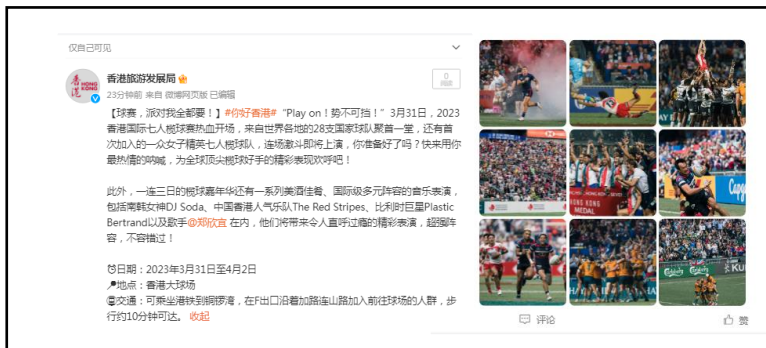 仅自己可见
香港旅游发展局
23分钟前 来自 微博网页版 已编辑
0
阅读
HONG
KONG
香
港
【球赛，派对我全都要！】#你好香港# “Play on！势不可挡！”3月31日，2023
香港国际七人榄球赛热血开场，来自世界各地的28支国家球队聚首一堂，还有首
次加入的一众女子精英七人榄球队，连场激斗即将上演，你准备好了吗？快来用你
最热情的呐喊，为全球顶尖榄球好手的精彩表现欢呼吧！
此外，一连三日的榄球嘉年华还有一系列美酒佳肴、国际级多元阵容的音乐表演，
包括南韩女神DJ Soda、中国香港人气乐队The Red Stripes、比利时巨星Plastic
Bertrand以及歌手@郑欣宜 在内，他们将带来令人直呼过瘾的精彩表演，超强阵
容，不容错过！
日期：2023年3月31日至4月2日
地点：香港大球场
交通：可乘坐港铁到铜锣湾，在F出口沿着加路连山路加入前往球场的人群，步
行约10分钟可达。 收起
HONG KONG
MEDAL
Capg
Carlsberg
Carlsberg
评论
赞